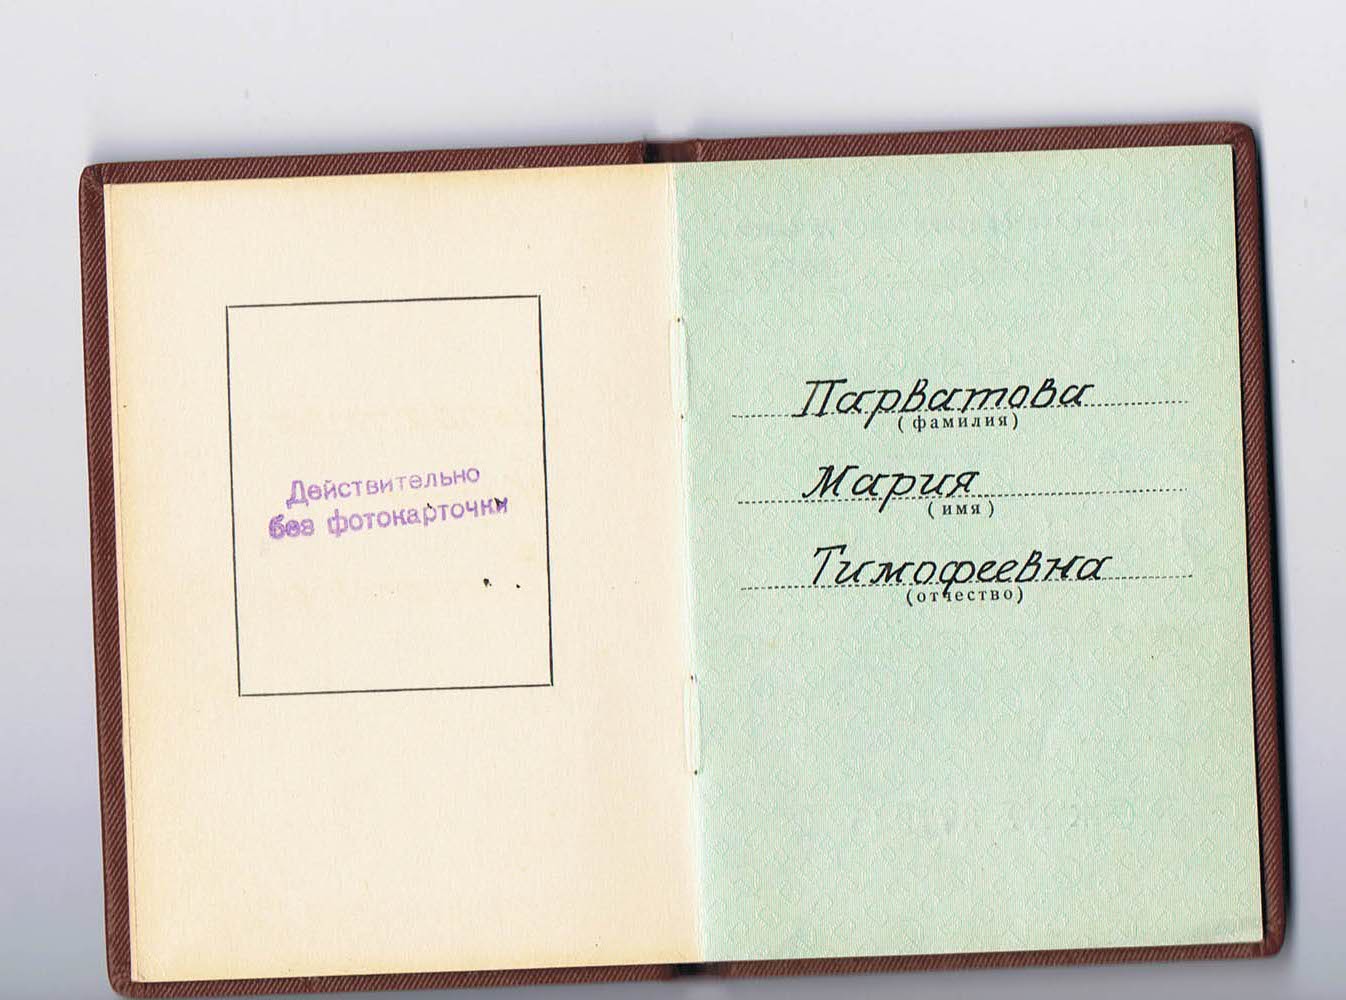 Действительно
без фотокарточки
Парватова
(фамилия)
Мария
(имя)
Тимофеевна
(отчество)